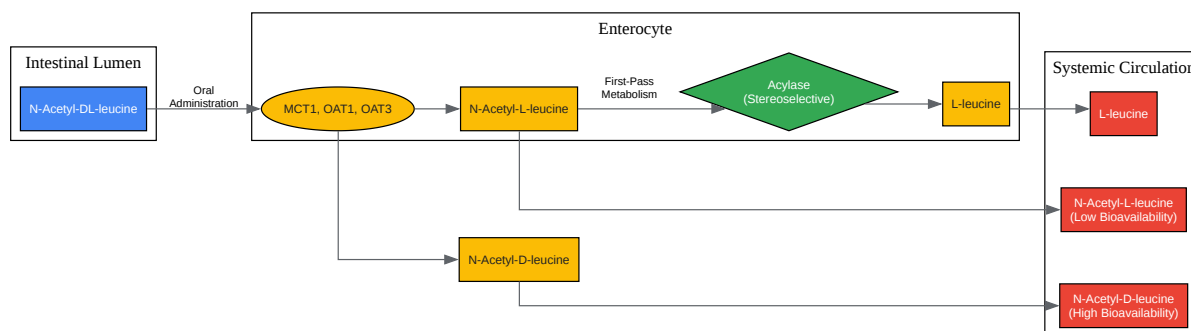 Enterocyte
Intestinal Lumen
Systemic Circulation
N-Acetyl-DL-leucine
Oral
Administration
MCT1, OAT1, OAT3
N-Acetyl-L-leucine
First-Pass
Metabolism
Acylase
(Stereoselective)
L-leucine
L-leucine
N-Acetyl-L-leucine
(Low Bioavailability)
N-Acetyl-D-leucine
N-Acetyl-D-leucine
(High Bioavailability)